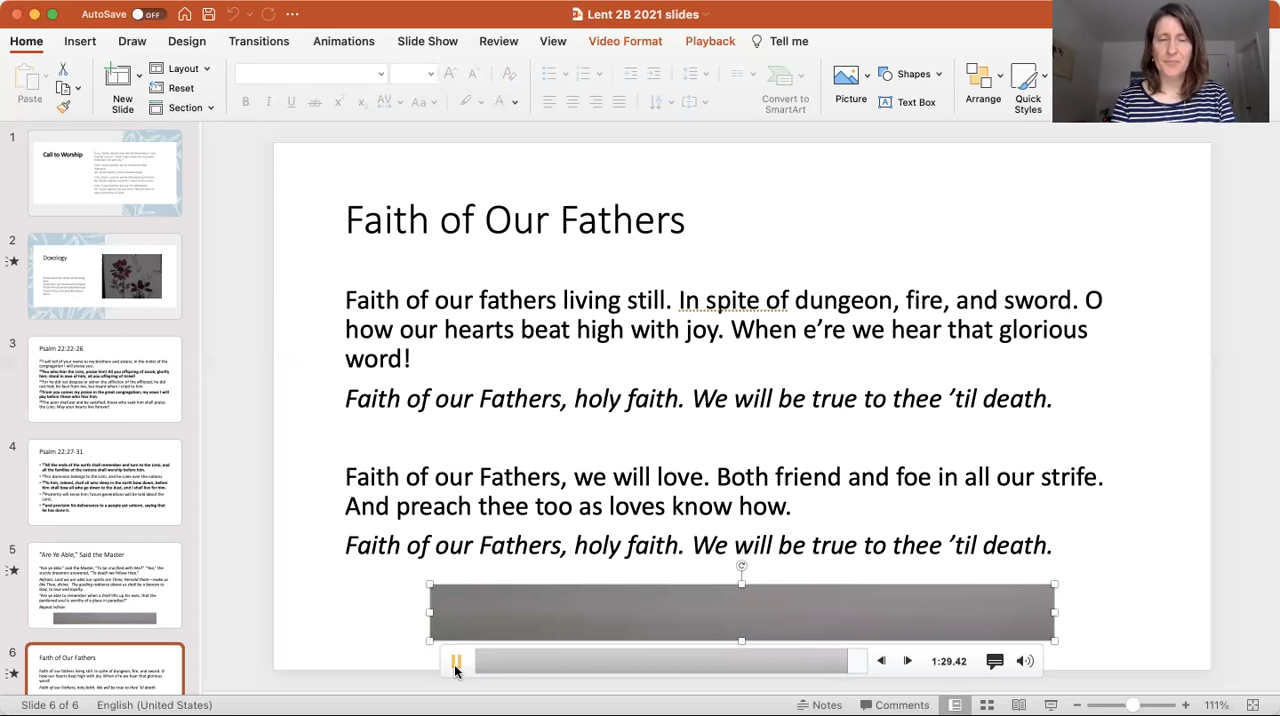 AutoSave OFF
Lent 2B 2021 slides
Home Insert Draw Design Transitions Animations Slide Show Review View Video Format Playback Tell me
Paste
New Slide
Layout
Reset
Section
Convert to SmartArt
Picture
Shapes
Text Box
Arrange
Quick Styles
1
Call to Worship
2
Doxology
3
Psalm 22:22-26
4
Psalm 22:27-31
5
"Are Ye Able," Said the Master
Repeat refrain
6
Faith of Our Fathers
Faith of Our Fathers
Faith of our fathers living still. In spite of dungeon, fire, and sword. O
how our hearts beat high with joy. When e’re we hear that glorious
word!
Faith of our Fathers, holy faith. We will be true to thee ’til death.
Faith of our Fathers, we will love. Both friend and foe in all our strife.
And preach thee too as loves know how.
Faith of our Fathers, holy faith. We will be true to thee ’til death.
1:29.42
Slide 6 of 6 English (United States) Notes Comments 111%